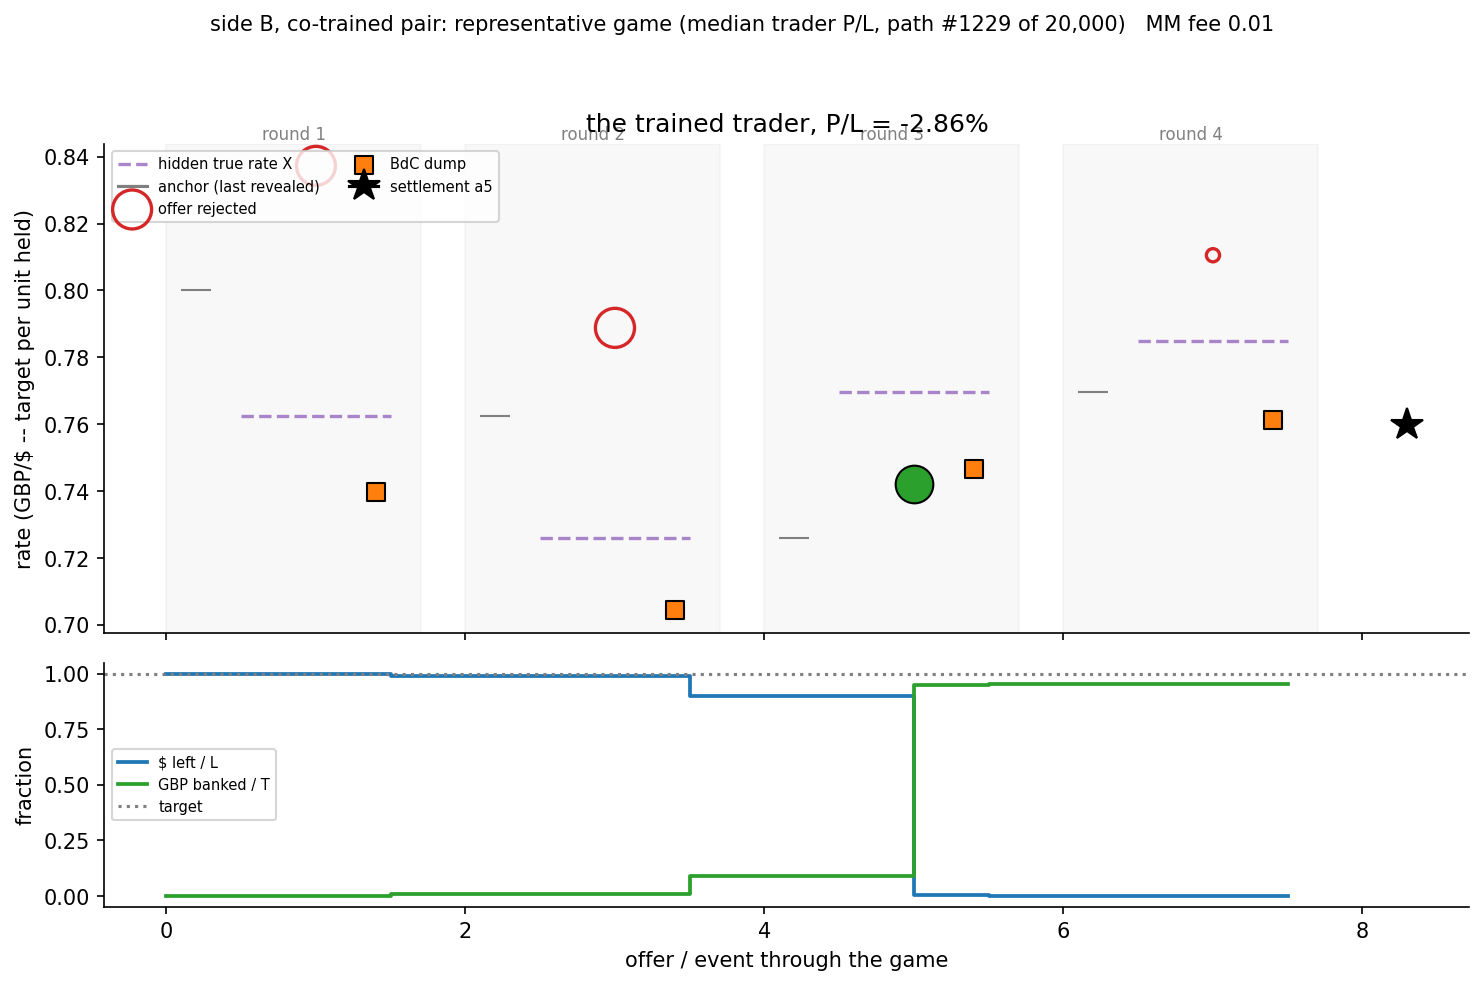 side B, co-trained pair: representative game (median trader P/L, path #1229 of 20,000)   MM fee 0.01
the trained trader, P/L = -2.86%
round 1
round 2
round 3
round 4
hidden true rate X
anchor (last revealed)
offer rejected
BdC dump
settlement a5
rate (GBP/$ -- target per unit held)
0.84
0.82
0.80
0.78
0.76
0.74
0.72
0.70
fraction
1.00
0.75
0.50
0.25
0.00
$ left / L
GBP banked / T
target
0
2
4
6
8
offer / event through the game